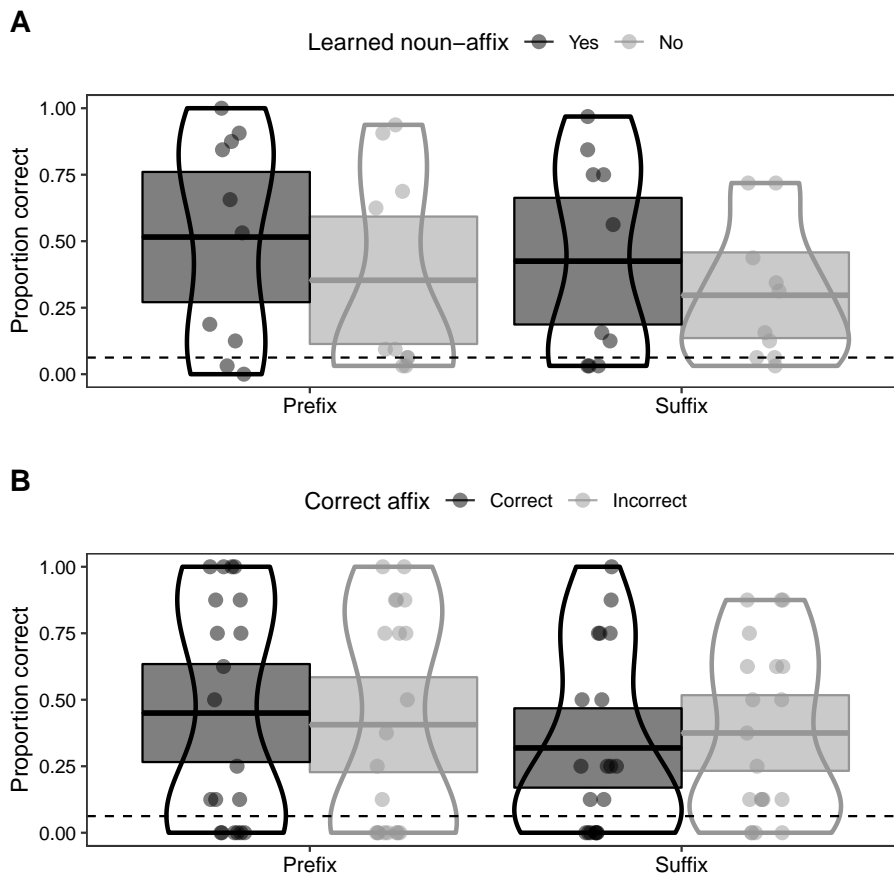 A
Learned noun−affix Yes No
Proportion correct
1.00
0.75
0.50
0.25
0.00
Prefix Suffix
B
Correct affix Correct Incorrect
Proportion correct
1.00
0.75
0.50
0.25
0.00
Prefix Suffix